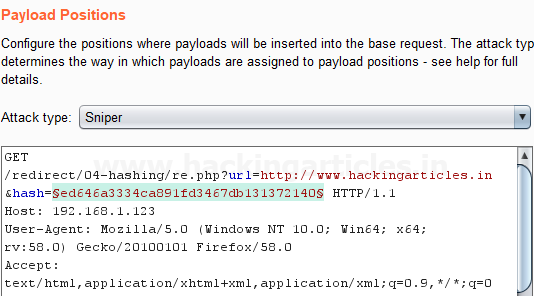 Payload Positions
Configure the positions where payloads will be inserted into the base request. The attack typ
determines the way in which payloads are assigned to payload positions - see help for full
details.
Attack type: Sniper
www.hackingarticles.in
GET
/redirect/04-hashing/re.php?url=http://www.hackingarticles.in
&hash=§ed646a3334ca891fd3467db131372140§ HTTP/1.1
Host: 192.168.1.123
User-Agent: Mozilla/5.0 (Windows NT 10.0; Win64; x64;
rv:58.0) Gecko/20100101 Firefox/58.0
Accept:
text/html,application/xhtml+xml,application/xml;q=0.9,*/*;q=0